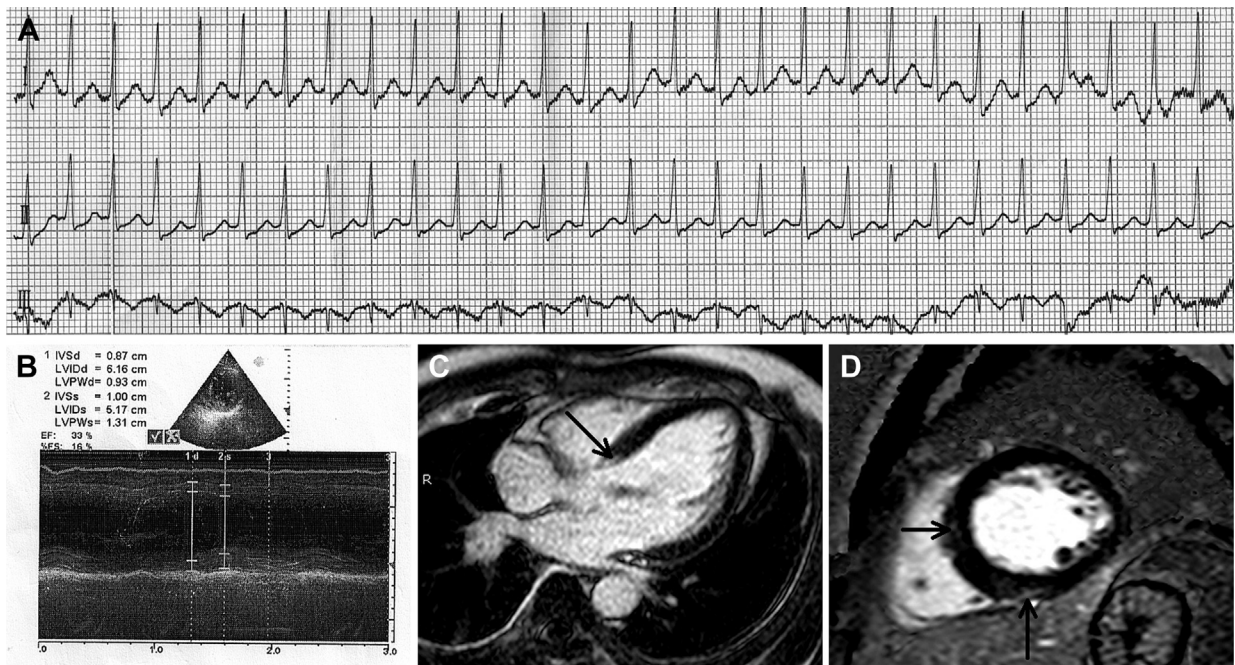 A
I
II
III
B
1 IVSd = 0.87 cm
LVIDd = 6.16 cm
LVPWd = 0.93 cm
2 IVSs = 1.00 cm
LVIDs = 5.17 cm
LVPWs = 1.31 cm
EF: 33 %
%FS: 16 %
1 d 2 s 3
3
.0 1.0 2.0 3.0
C
R
D